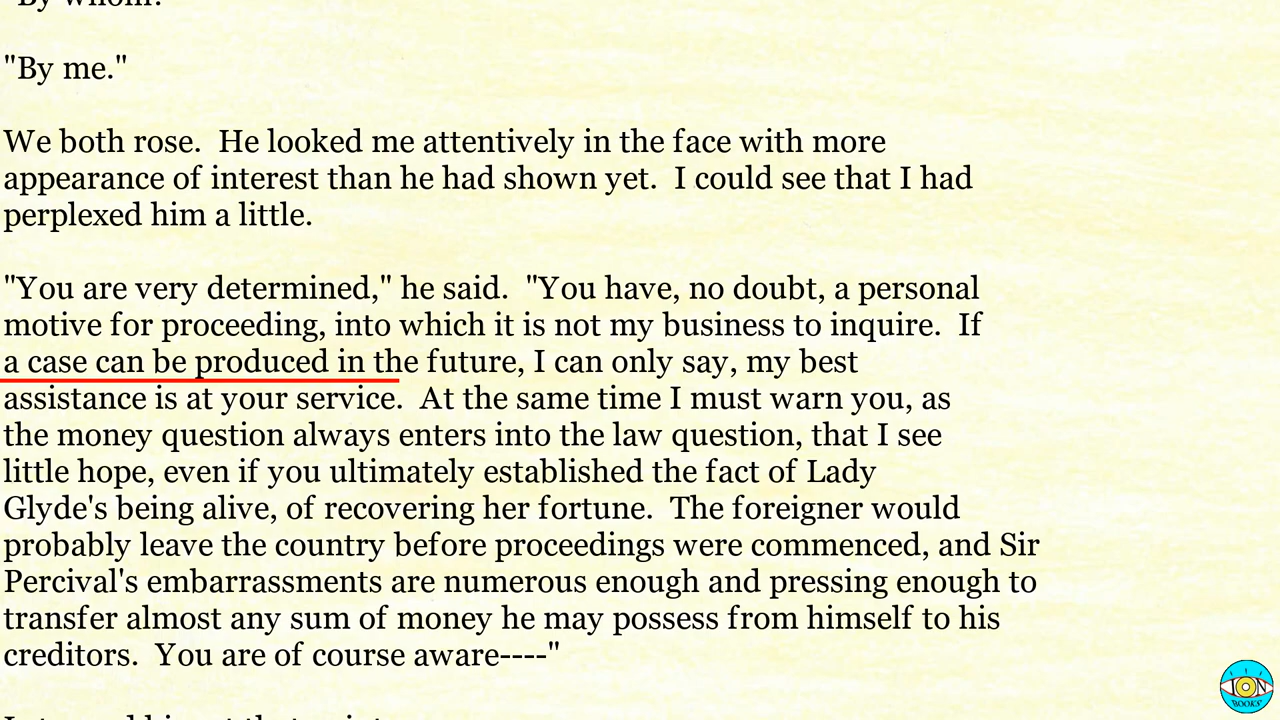 "By whom?"
"By me."
We both rose.  He looked me attentively in the face with more
appearance of interest than he had shown yet.  I could see that I had
perplexed him a little.
"You are very determined," he said.  "You have, no doubt, a personal
motive for proceeding, into which it is not my business to inquire.  If
a case can be produced in the future, I can only say, my best
assistance is at your service.  At the same time I must warn you, as
the money question always enters into the law question, that I see
little hope, even if you ultimately established the fact of Lady
Glyde's being alive, of recovering her fortune.  The foreigner would
probably leave the country before proceedings were commenced, and Sir
Percival's embarrassments are numerous enough and pressing enough to
transfer almost any sum of money he may possess from himself to his
creditors.  You are of course aware----"
ION
BOOKS